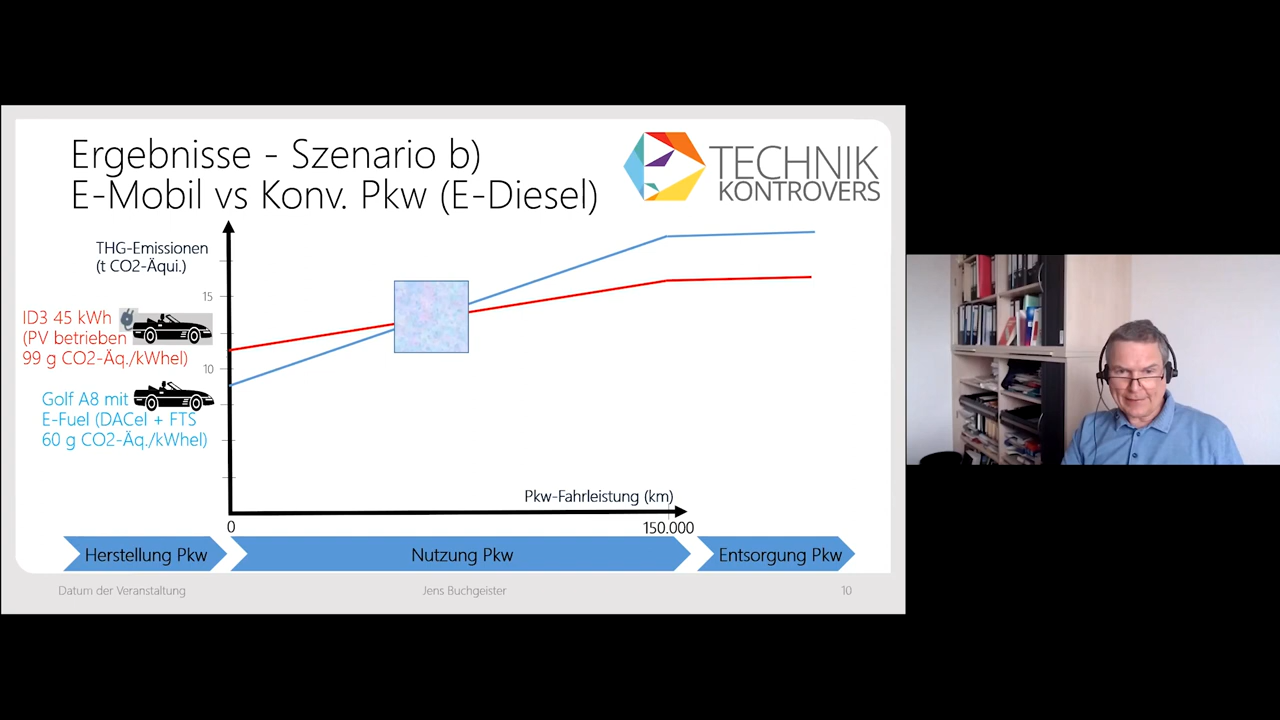 Ergebnisse - Szenario b)
E-Mobil vs Konv. Pkw (E-Diesel)
TECHNIK
KONTROVERS
THG-Emissionen
(t CO2-Äqui.)
15
ID3 45 kWh
(PV betrieben
99 g CO2-Äq./kWhel)
10
Golf A8 mit
E-Fuel (DACel + FTS
60 g CO2-Äq./kWhel)
Pkw-Fahrleistung (km)
0
150.000
Herstellung Pkw
Nutzung Pkw
Entsorgung Pkw
Datum der Veranstaltung
Jens Buchgeister
10